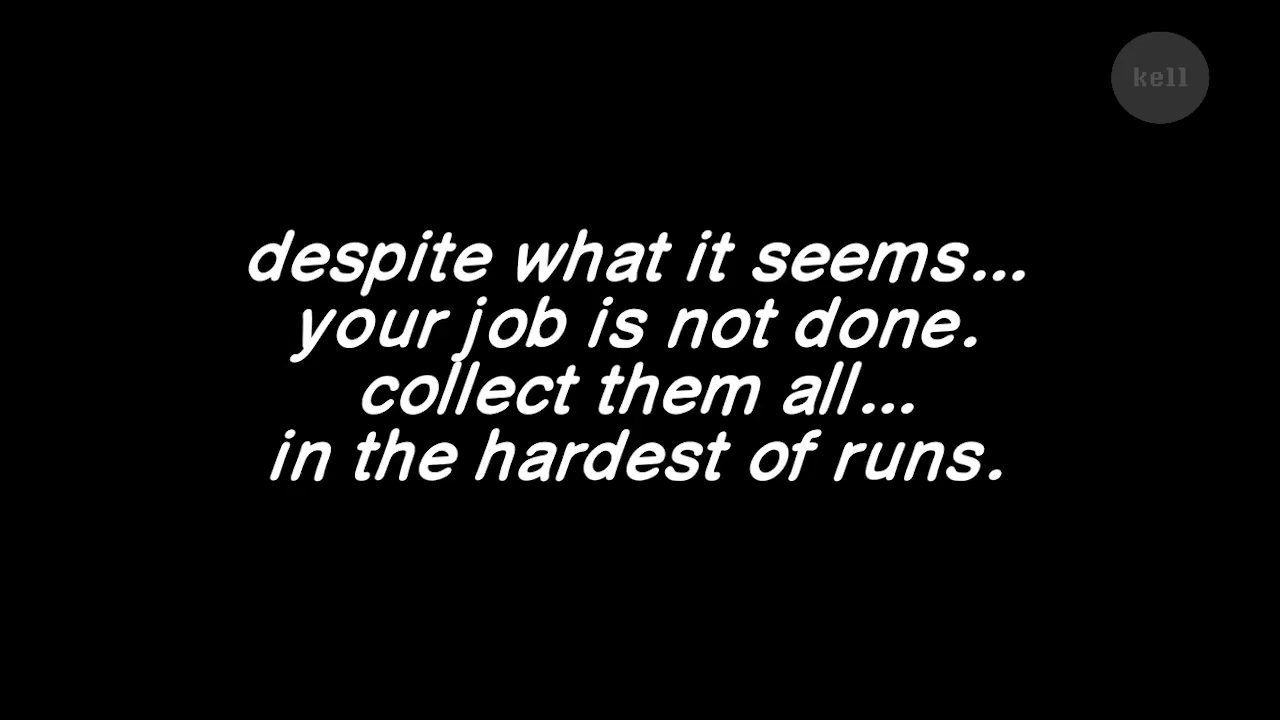 kell
despite what it seems...
your job is not done.
collect them all...
in the hardest of runs.